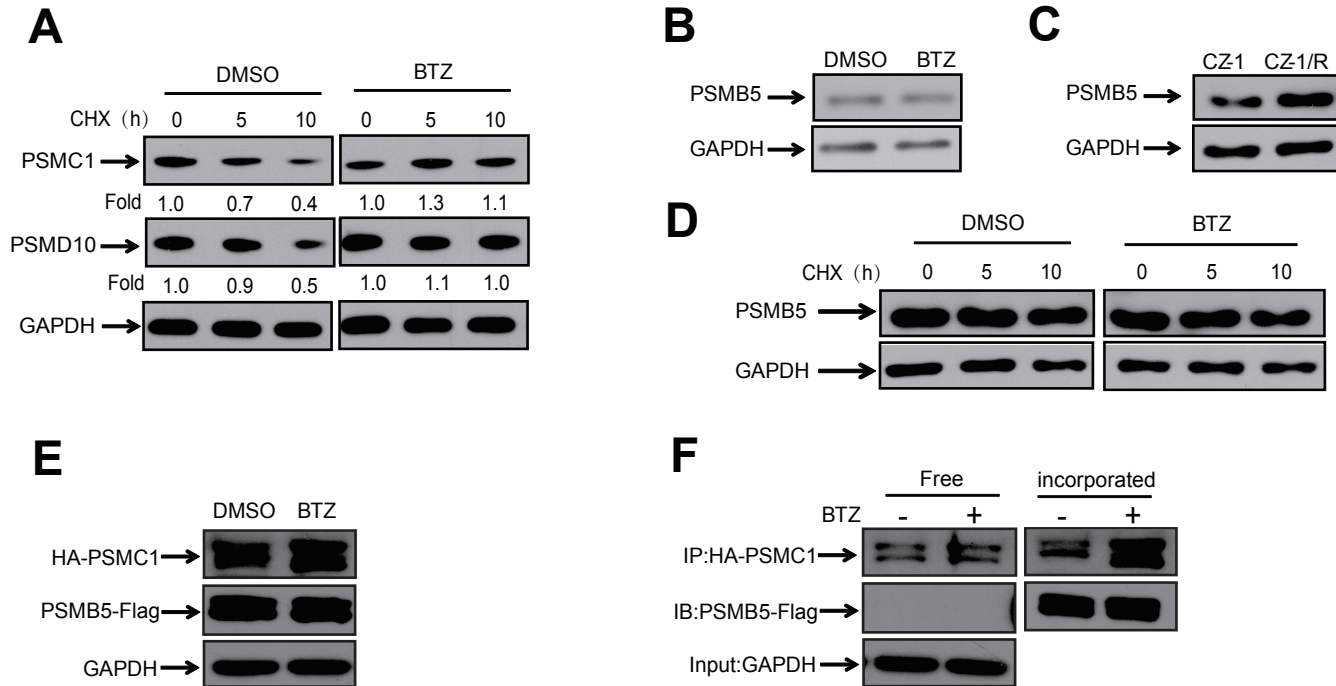 A
DMSO BTZ
CHX (h) 0 5 10 0 5 10
PSMC1
Fold 1.0 0.7 0.4 1.0 1.3 1.1
PSMD10
Fold 1.0 0.9 0.5 1.0 1.1 1.0
GAPDH
B
DMSO BTZ
PSMB5
GAPDH
C
CZ-1 CZ-1/R
PSMB5
GAPDH
D
DMSO BTZ
CHX (h) 0 5 10 0 5 10
PSMB5
GAPDH
E
DMSO BTZ
HA-PSMC1
PSMB5-Flag
GAPDH
F
Free incorporated
BTZ - + - +
IP:HA-PSMC1
IB:PSMB5-Flag
Input:GAPDH